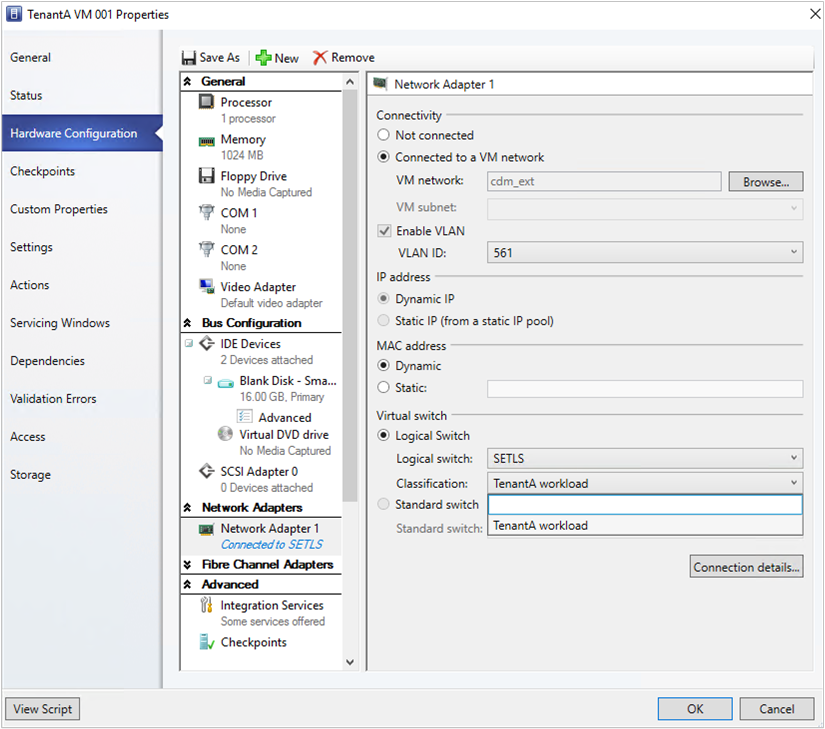 TenantA VM 001 Properties
General
Status
Hardware Configuration
Checkpoints
Custom Properties
Settings
Actions
Servicing Windows
Dependencies
Validation Errors
Access
Storage
Save As
New
Remove
General
Processor
1 processor
Memory
1024 MB
Floppy Drive
No Media Captured
COM 1
None
COM 2
None
Video Adapter
Default video adapter
Bus Configuration
IDE Devices
2 Devices attached
Blank Disk - Sma...
16.00 GB, Primary
Advanced
Virtual DVD drive
No Media Captured
SCSI Adapter 0
0 Devices attached
Network Adapters
Network Adapter 1
Connected to SETLS
Fibre Channel Adapters
Advanced
Integration Services
Some services offered
Checkpoints
Network Adapter 1
Connectivity
Not connected
Connected to a VM network
VM network: cdm_ext Browse...
VM subnet:
Enable VLAN
VLAN ID: 561
IP address
Dynamic IP
Static IP (from a static IP pool)
MAC address
Dynamic
Static:
Virtual switch
Logical Switch
Logical switch: SETLS
Classification: TenantA workload
Standard switch
Standard switch: TenantA workload
Connection details...
View Script
OK
Cancel